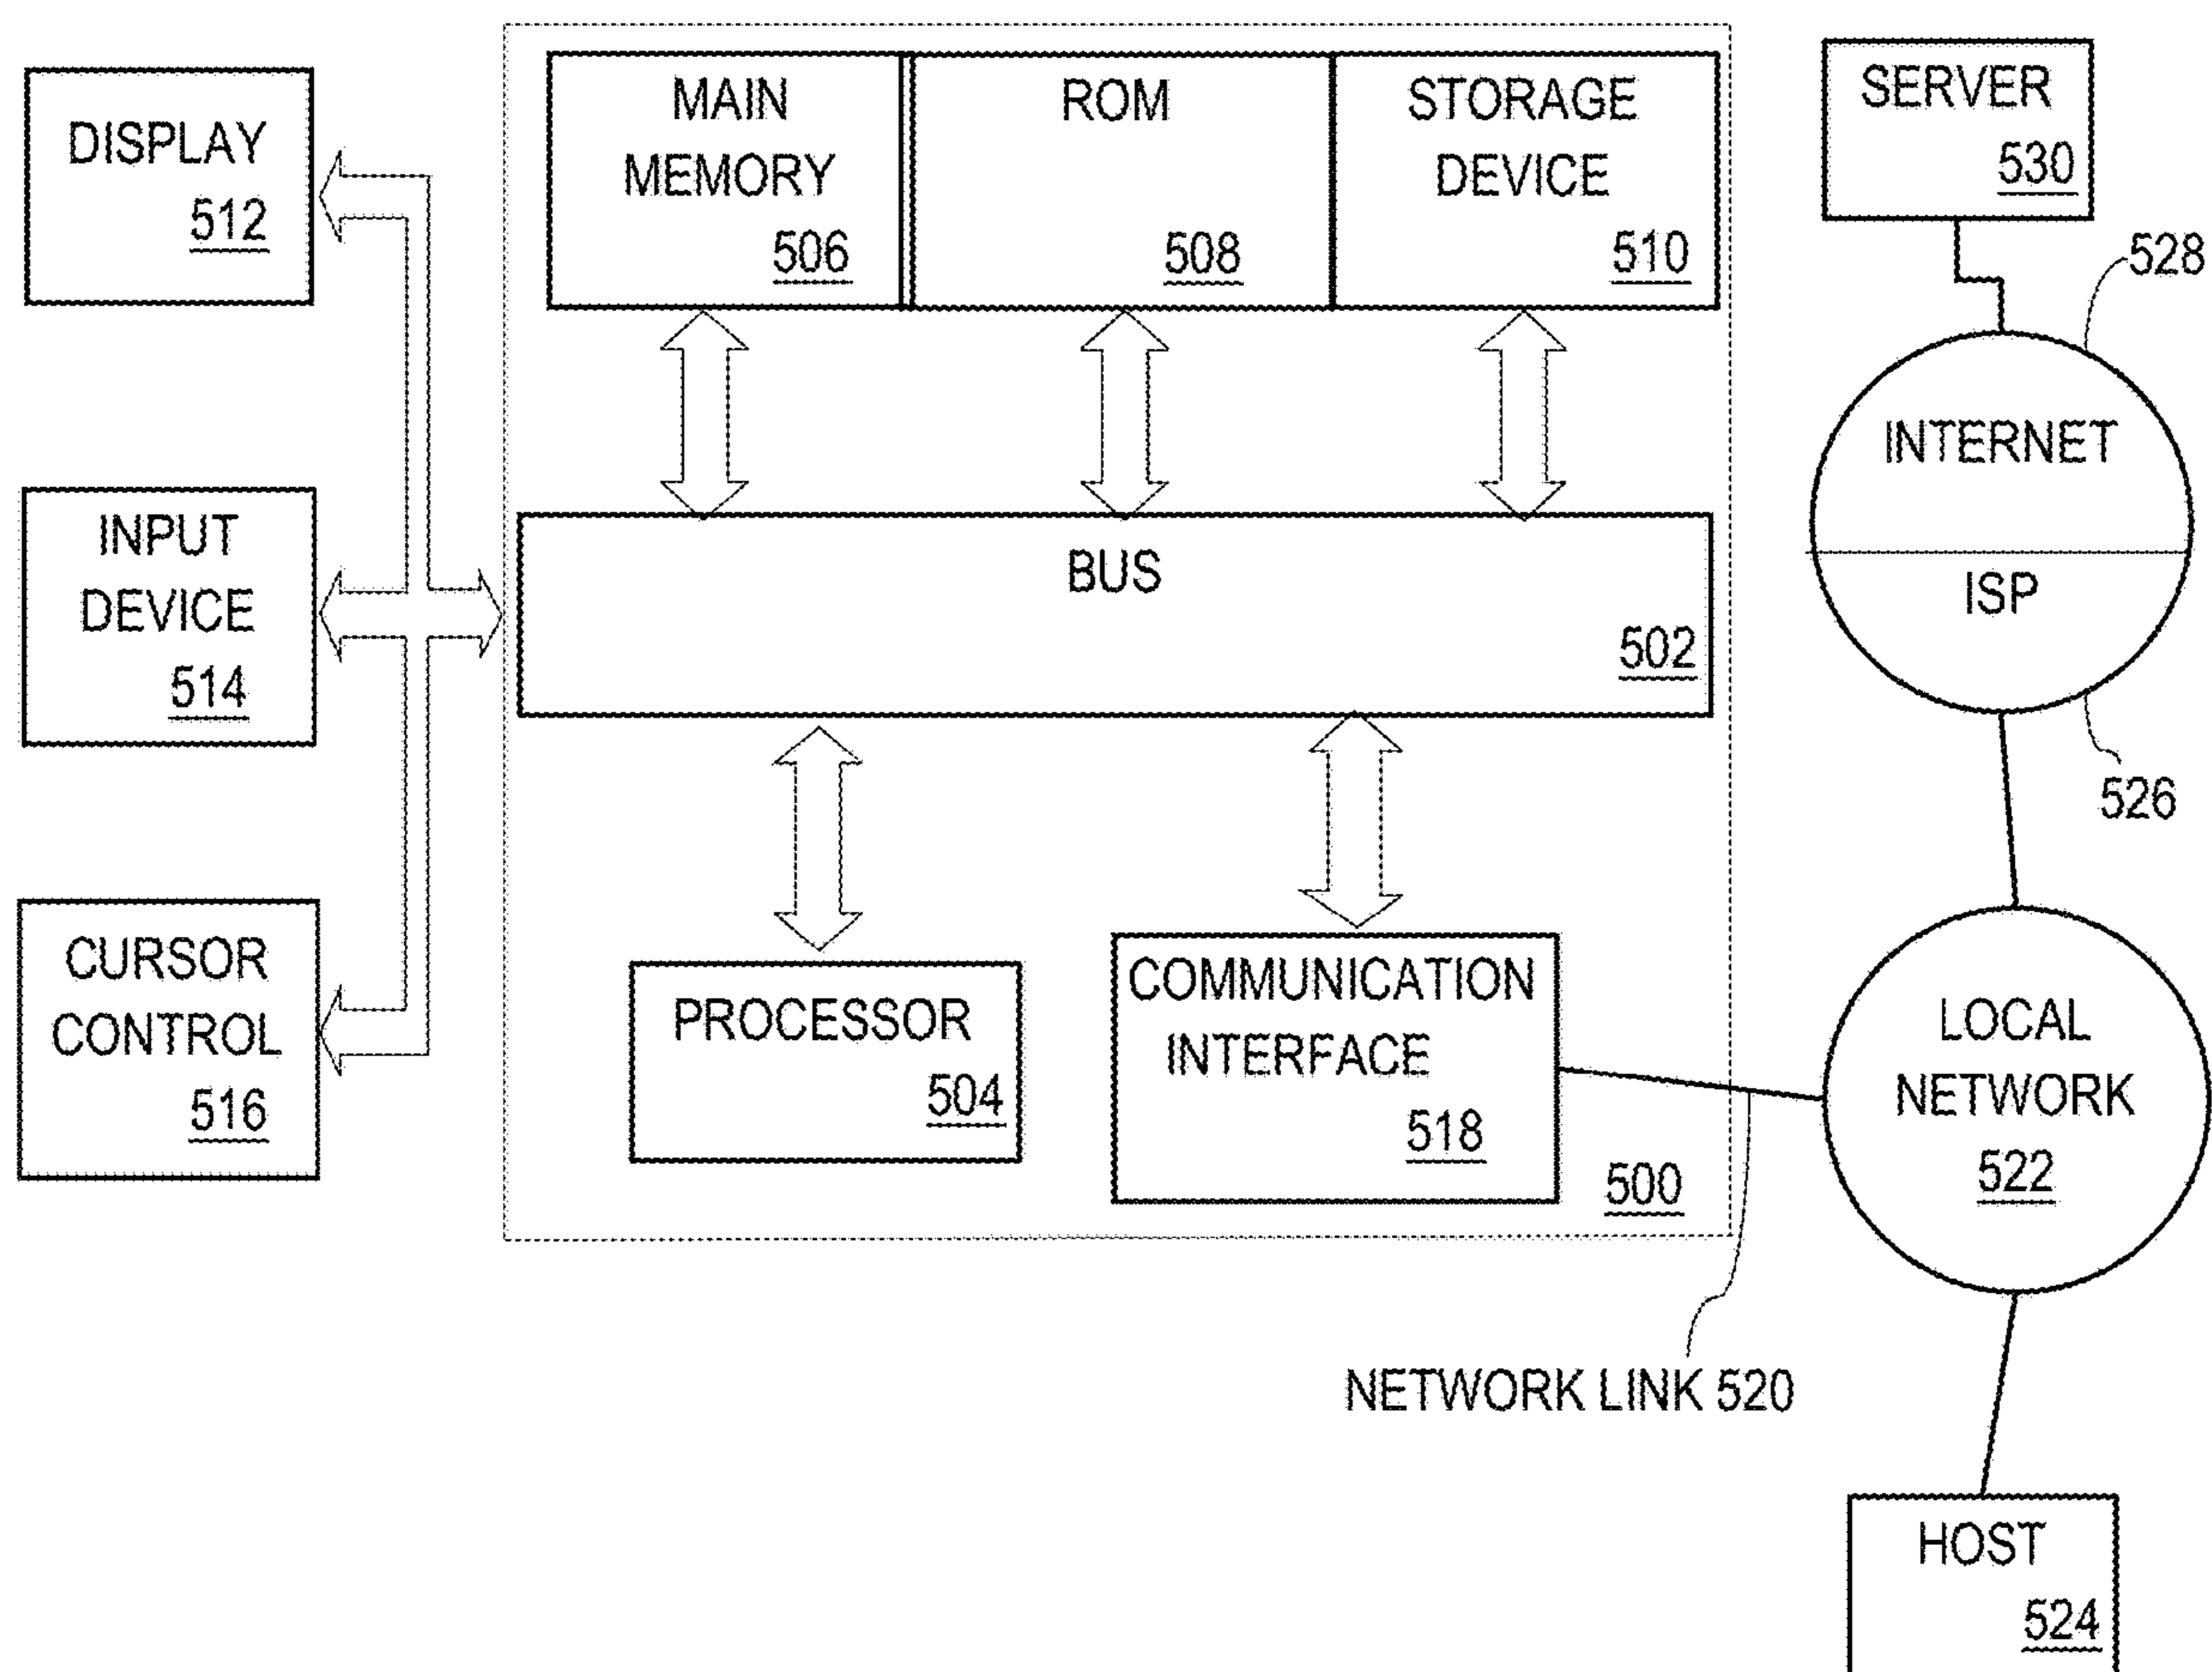 DISPLAY
512
INPUT
DEVICE
514
CURSOR
CONTROL
516
MAIN
MEMORY
506
ROM
508
STORAGE
DEVICE
510
BUS
502
PROCESSOR
504
COMMUNICATION
INTERFACE
518
500
NETWORK LINK 520
SERVER
530
528
INTERNET
ISP
526
LOCAL
NETWORK
522
HOST
524